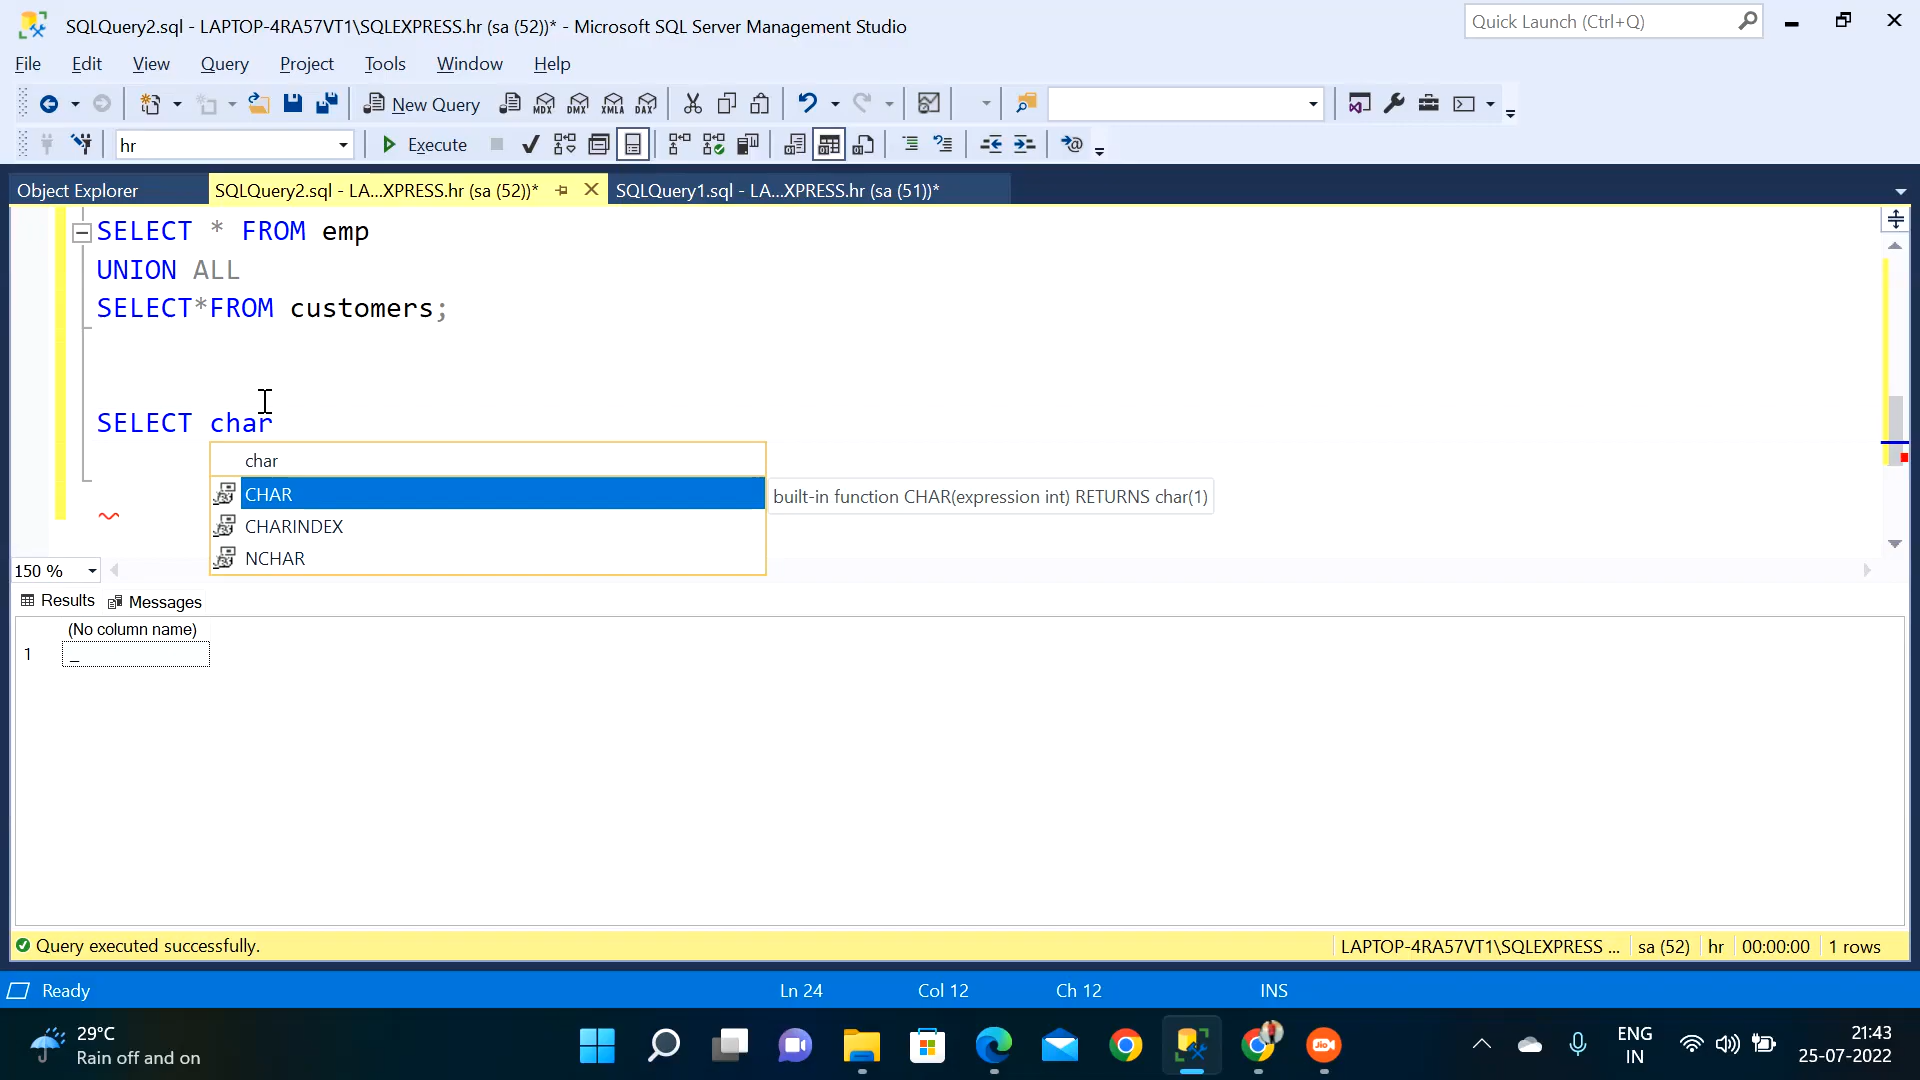 SQLQuery2.sql - LAPTOP-4RA57VT1\SQLEXPRESS.hr (sa (52))* - Microsoft SQL Server Management Studio
Quick Launch (Ctrl+Q)
File Edit View Query Project Tools Window Help
New Query MDX DMX XMLA DAX
hr Execute
Object Explorer SQLQuery2.sql - LA...XPRESS.hr (sa (52))* SQLQuery1.sql - LA...XPRESS.hr (sa (51))*
SELECT * FROM emp
UNION ALL
SELECT*FROM customers;
SELECT char
char
CHAR built-in function CHAR(expression int) RETURNS char(1)
CHARINDEX
NCHAR
150 %
Results Messages
(No column name)
1 _
Query executed successfully. LAPTOP-4RA57VT1\SQLEXPRESS ... sa (52) hr 00:00:00 1 rows
Ready Ln 24 Col 12 Ch 12 INS
29°C
Rain off and on
Jio
ENG
IN
21:43
25-07-2022